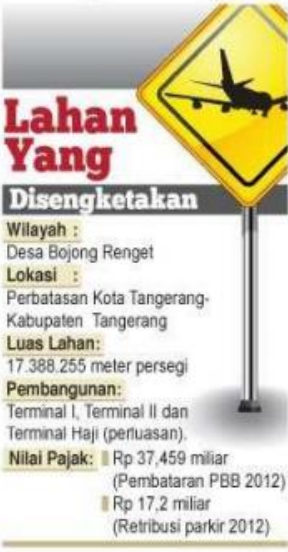 Lahan
Yang
Disengketakan
Wilayah :
Desa Bojong Renget
Lokasi :
Perbatasan Kota Tangerang-
Kabupaten Tangerang
Luas Lahan:
17.388.255 meter persegi
Pembangunan:
Terminal I, Terminal II dan
Terminal Haji (perluasan).
Nilai Pajak: Rp 37,459 miliar
(Pembataran PBB 2012)
Rp 17,2 miliar
(Retribusi parkir 2012)